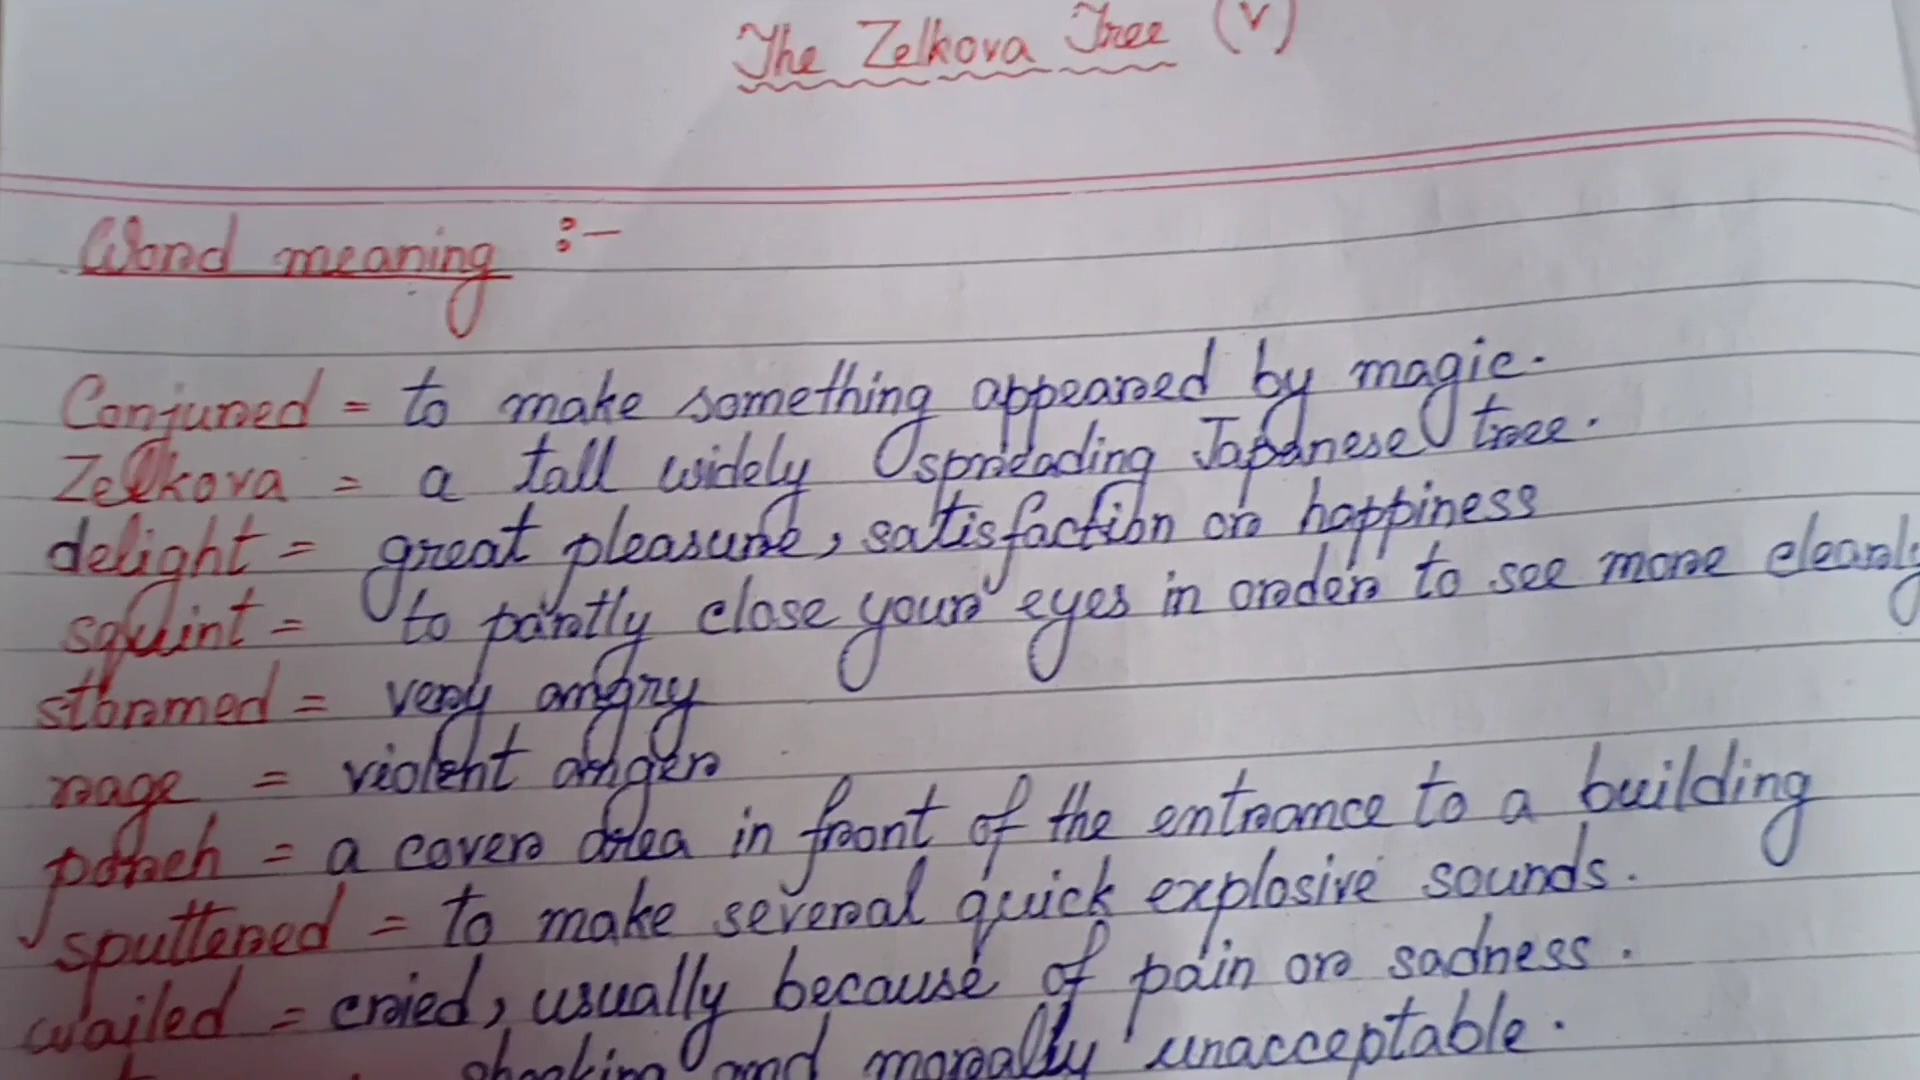 The Zelkova Tree (V)
Word meaning :-
Conjured = to make something appeared by magic.
Zelkova = a tall widely spreading Japanese tree.
delight = great pleasure, satisfaction or happiness
squint = to partly close your eyes in order to see more clearly
stormed = very angry
rage = violent anger
porch = a cover area in front of the entrance to a building
sputtered = to make several quick explosive sounds.
wailed = cried, usually because of pain or sadness.
shocking and morally unacceptable.